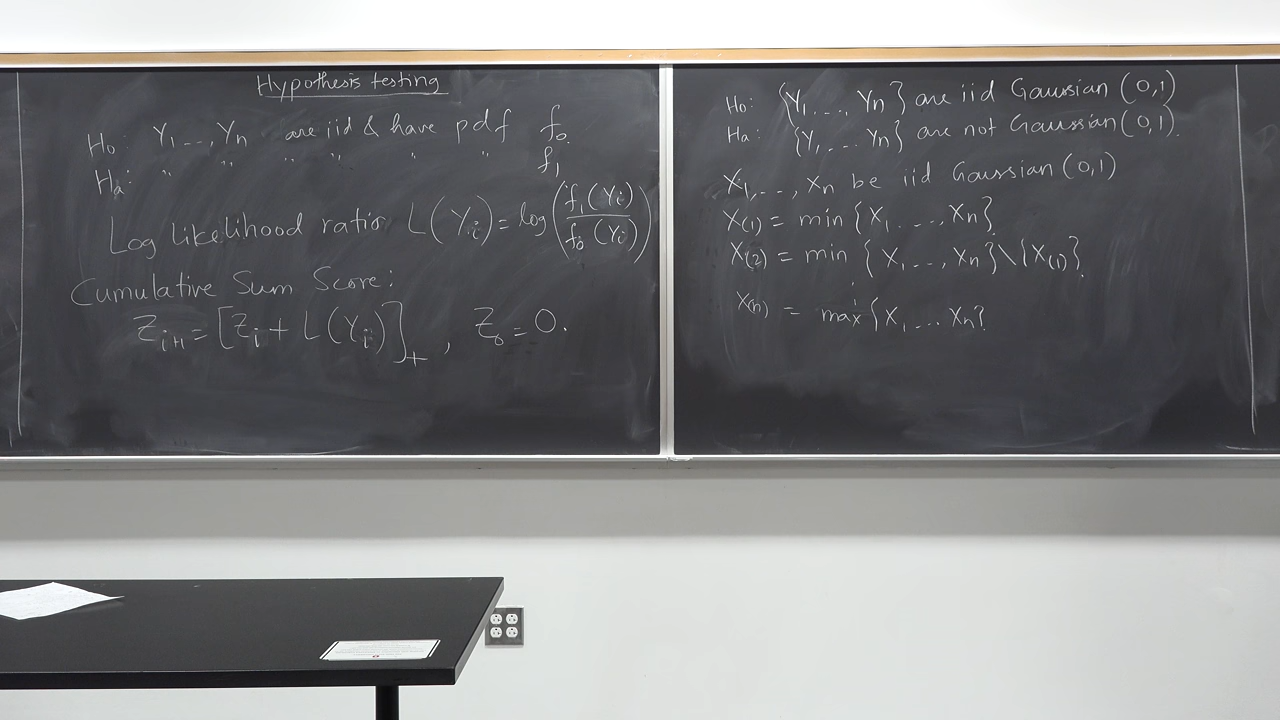 Hypothesis testing
H₀: Y₁ ..., Yₙ are iid & have pdf f₀.
Hₐ: " " " " " " f₁
Log likelihood ratio L(Yᵢ) = log(f₁(Yᵢ)/f₀(Yᵢ))
Cumulative Sum Score:
Zᵢ₊₁ = [Zᵢ + L(Yᵢ)]₊, Z₀ = 0.
H₀: {Y₁, .., Yₙ} are iid Gaussian (0,1)
Hₐ: {Y₁, ... Yₙ} are not Gaussian (0,1).
X₁, ..., Xₙ be iid Gaussian (0,1)
X₍₁₎ = min {X₁ ..., Xₙ}
X₍₂₎ = min {X₁ ..., Xₙ}\{X₍₁₎}.
X₍ₙ₎ = max {X₁ ... Xₙ}.